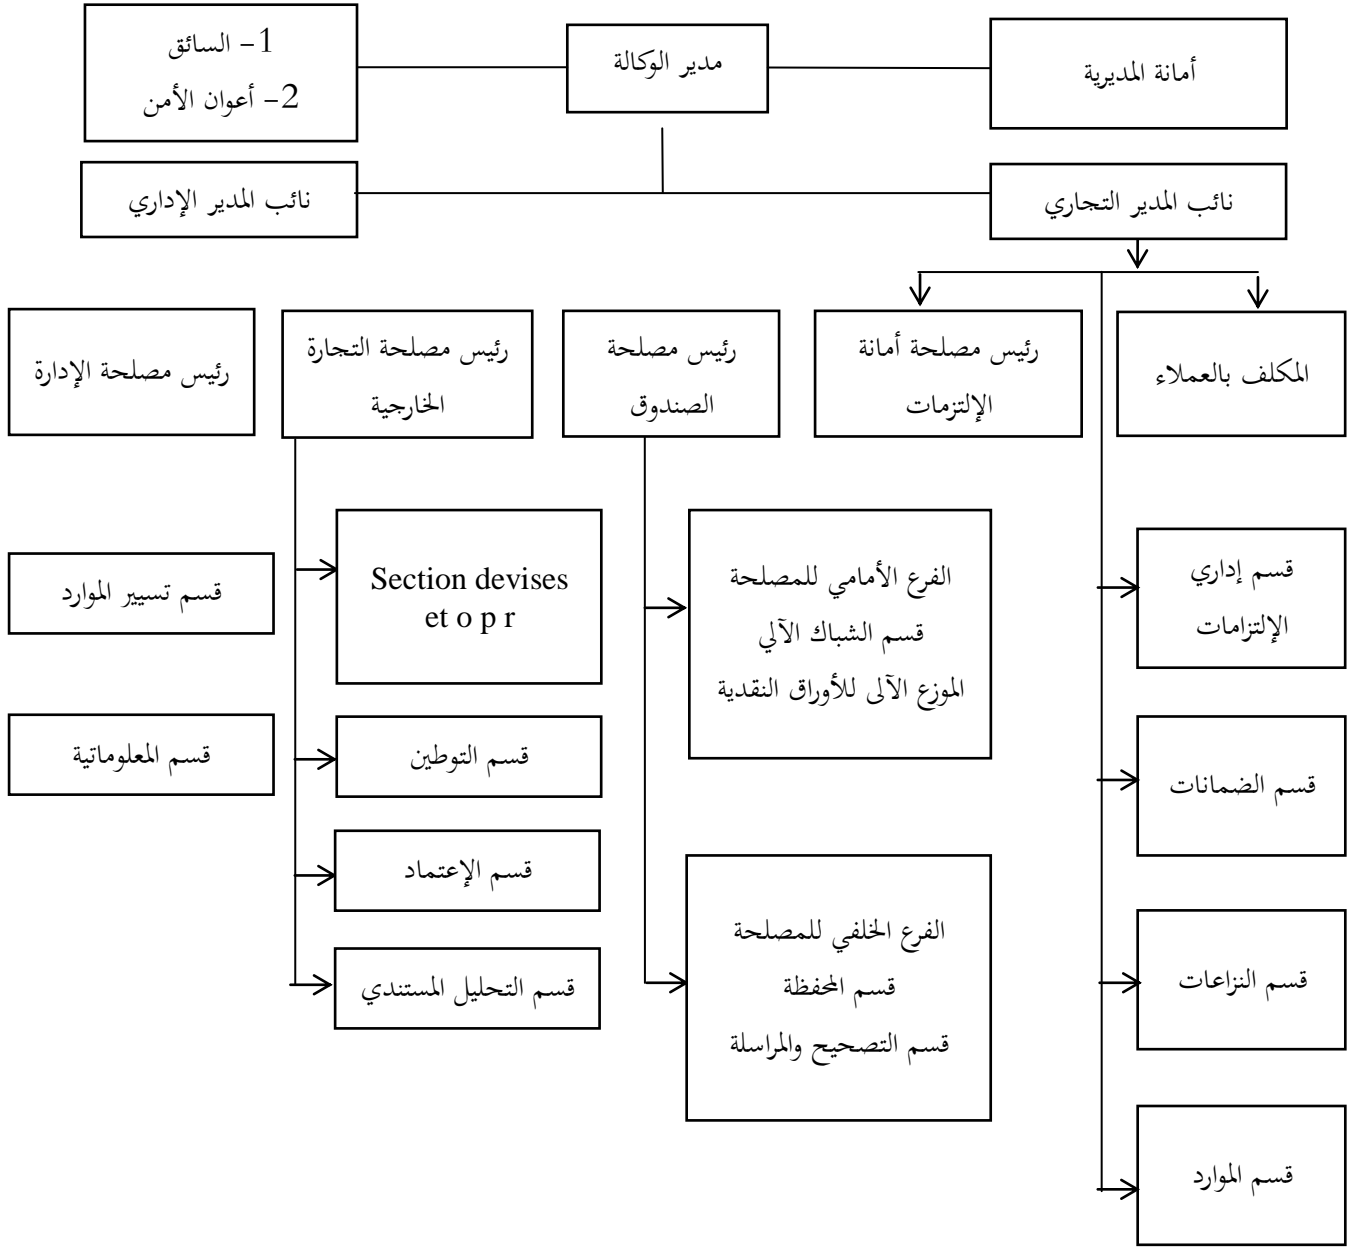 أمانة المديرية
مدير الوكالة
1- السائق
2- أعوان الأمن
نائب المدير التجاري
نائب المدير الإداري
المكلف بالعملاء
رئيس مصلحة أمانة
الإلتزمات
رئيس مصلحة
الصندوق
رئيس مصلحة التجارة
الخارجية
رئيس مصلحة الإدارة
قسم إداري
الإلتزامات
قسم الضمانات
قسم النزاعات
قسم الموارد
الفرع الأمامي للمصلحة
قسم الشباك الآلي
الموزع الآلى للأوراق النقدية
الفرع الخلفي للمصلحة
قسم المحفظة
قسم التصحيح والمراسلة
Section devises
et o p r
قسم التوطين
قسم الإعتماد
قسم التحليل المستندي
قسم تسيير الموارد
قسم المعلوماتية